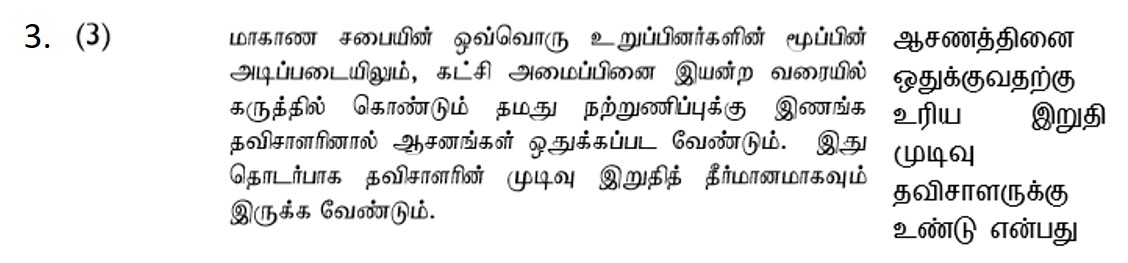 3. (3)
மாகாண சபையின் ஒவ்வொரு உறுப்பினர்களின் மூப்பின்
அடிப்படையிலும், கட்சி அமைப்பினை இயன்ற வரையில்
கருத்தில் கொண்டும் தமது நற்றுணிப்புக்கு இணங்க
தவிசாளரினால் ஆசனங்கள் ஒதுக்கப்பட வேண்டும். இது
தொடர்பாக தவிசாளரின் முடிவு இறுதித் தீர்மானமாகவும்
இருக்க வேண்டும்.
ஆசணத்தினை
ஒதுக்குவதற்கு
உரிய இறுதி
முடிவு
தவிசாளருக்கு
உண்டு என்பது